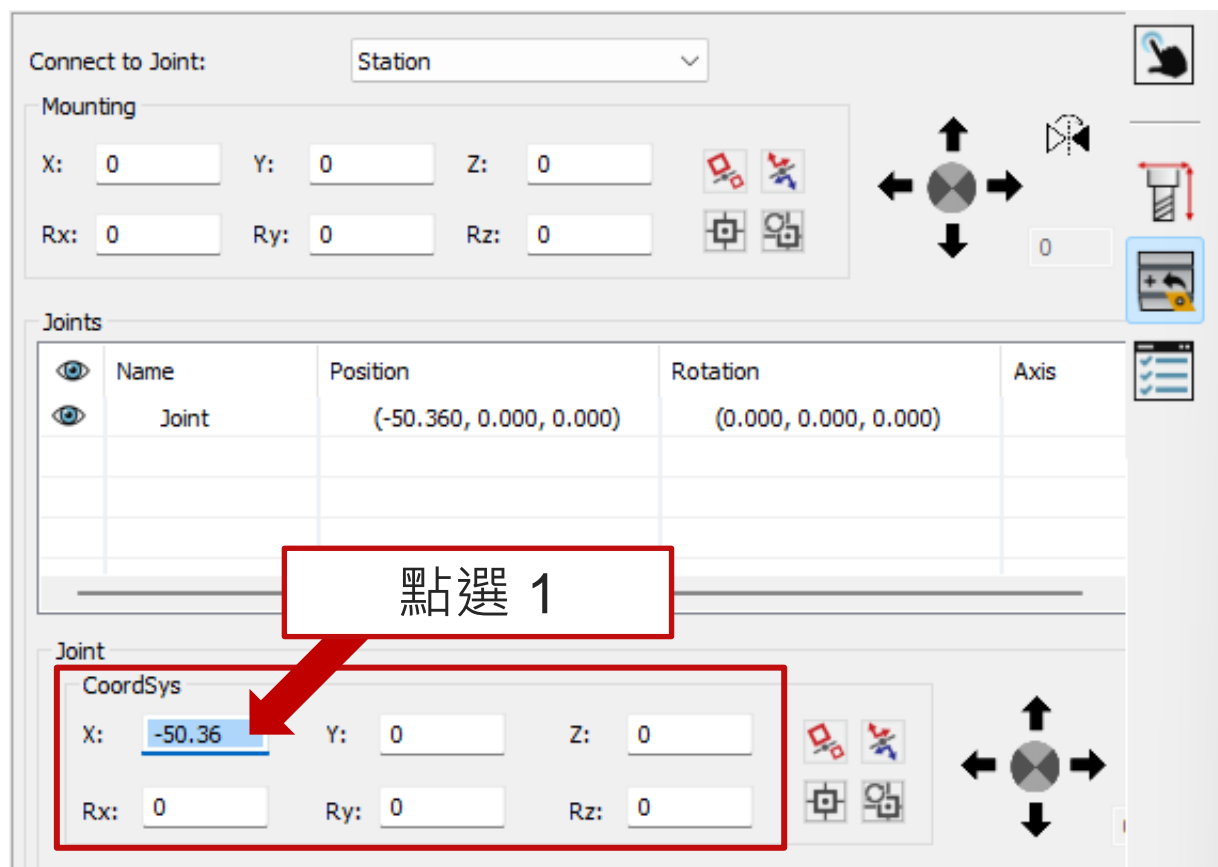 Connect to Joint: Station
Mounting
X: 0 Y: 0 Z: 0
Rx: 0 Ry: 0 Rz: 0
0
Joints
Name Position Rotation Axis
Joint (-50.360, 0.000, 0.000) (0.000, 0.000, 0.000)
點選 1
Joint
CoordSys
X: -50.36 Y: 0 Z: 0
Rx: 0 Ry: 0 Rz: 0